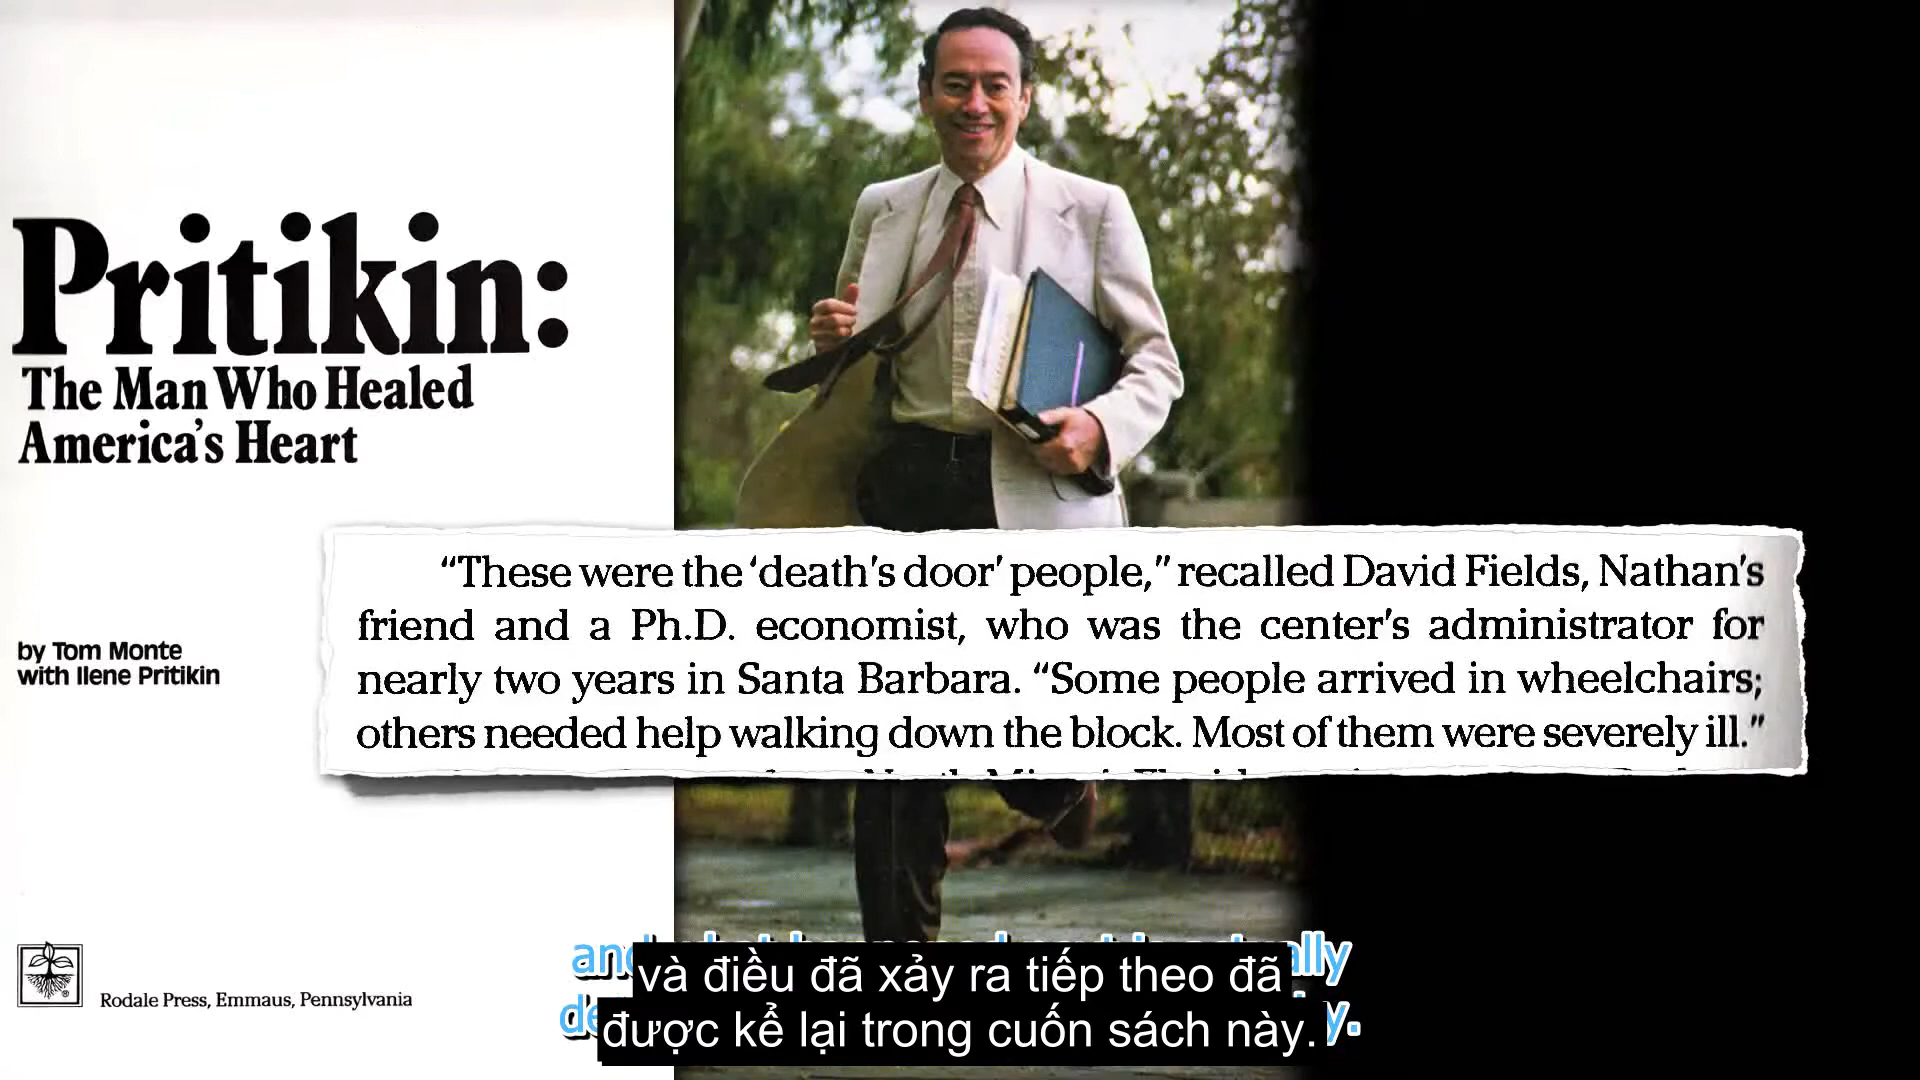 Pritikin:
The Man Who Healed
America's Heart
by Tom Monte
with Ilene Pritikin
"These were the 'death's door' people," recalled David Fields, Nathan's
friend and a Ph.D. economist, who was the center's administrator for
nearly two years in Santa Barbara. "Some people arrived in wheelchairs;
others needed help walking down the block. Most of them were severely ill."
Rodale Press, Emmaus, Pennsylvania
và điều đã xảy ra tiếp theo đã
được kể lại trong cuốn sách này.